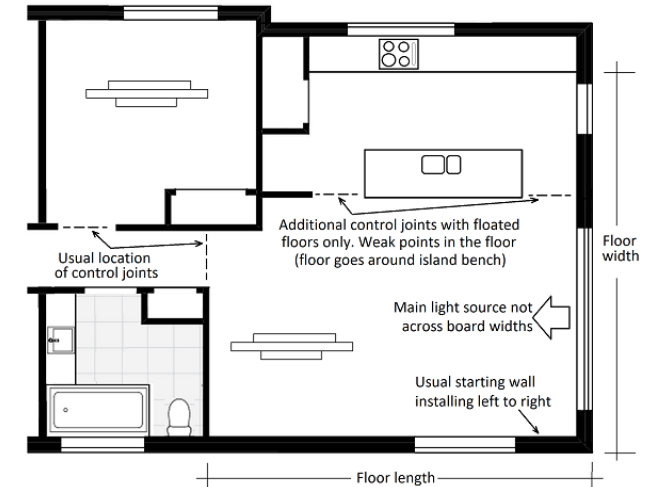 Additional control joints with floated
floors only. Weak points in the floor
(floor goes around island bench)
Usual location
of control joints
Floor
width
Main light source not
across board widths
Usual starting wall
installing left to right
Floor length